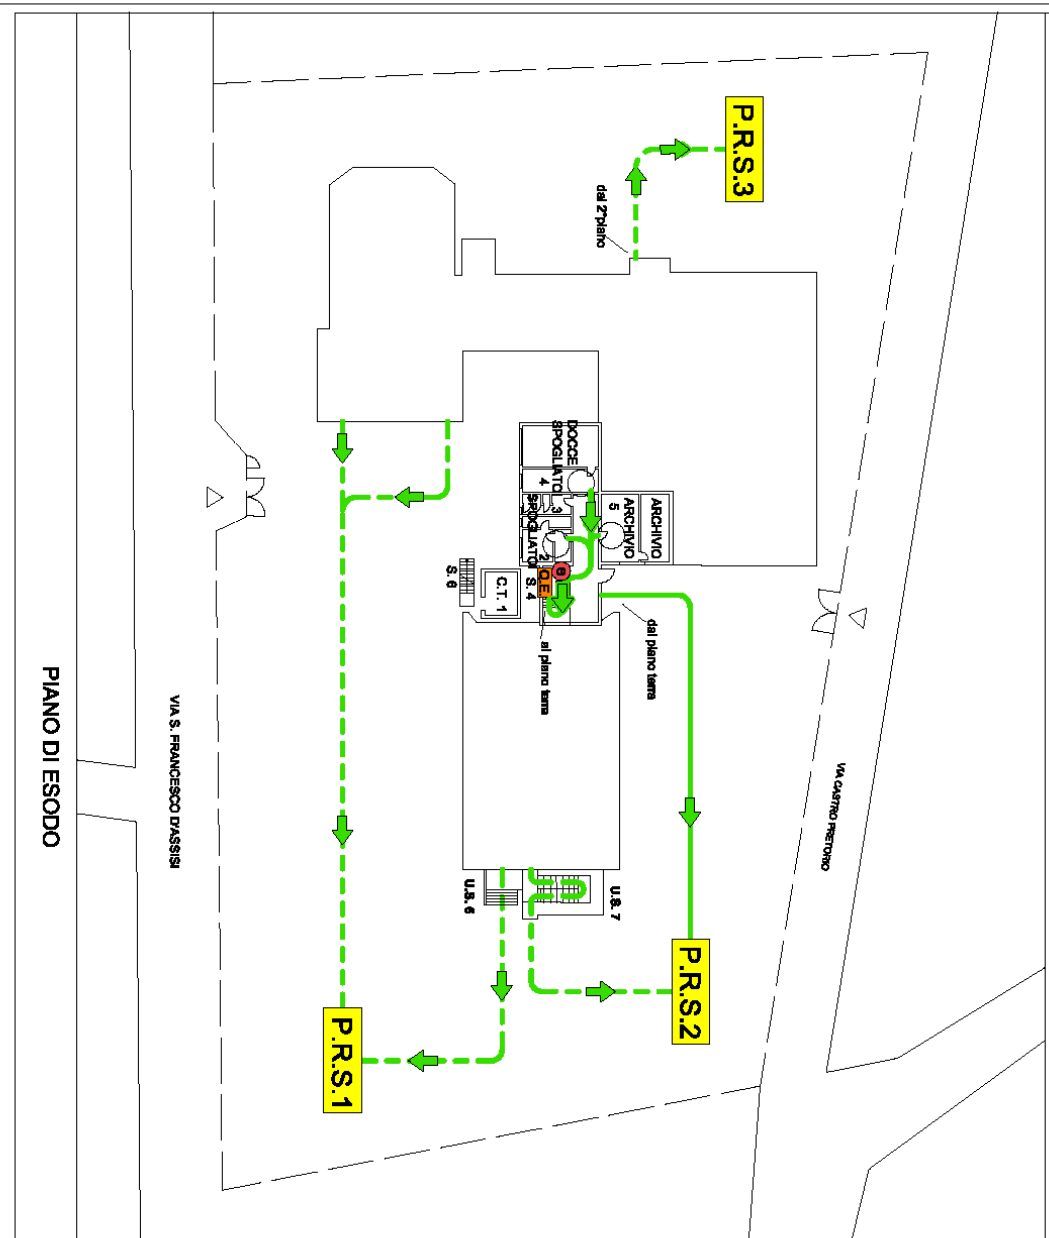 P.R.S.3
dal 2°piano
DOCCE
SPOGLIATOI
4
3
SPOGLIATOI
2
ARCHIVIO
ARCHIVIO
5
Q.E
S. 4
C.T. 1
S. 6
dal piano terra
al piano terra
VIA CASTRO PRETORIO
VIA S. FRANCESCO D'ASSISI
PIANO DI ESODO
U.S. 7
U.S. 6
P.R.S.2
P.R.S.1